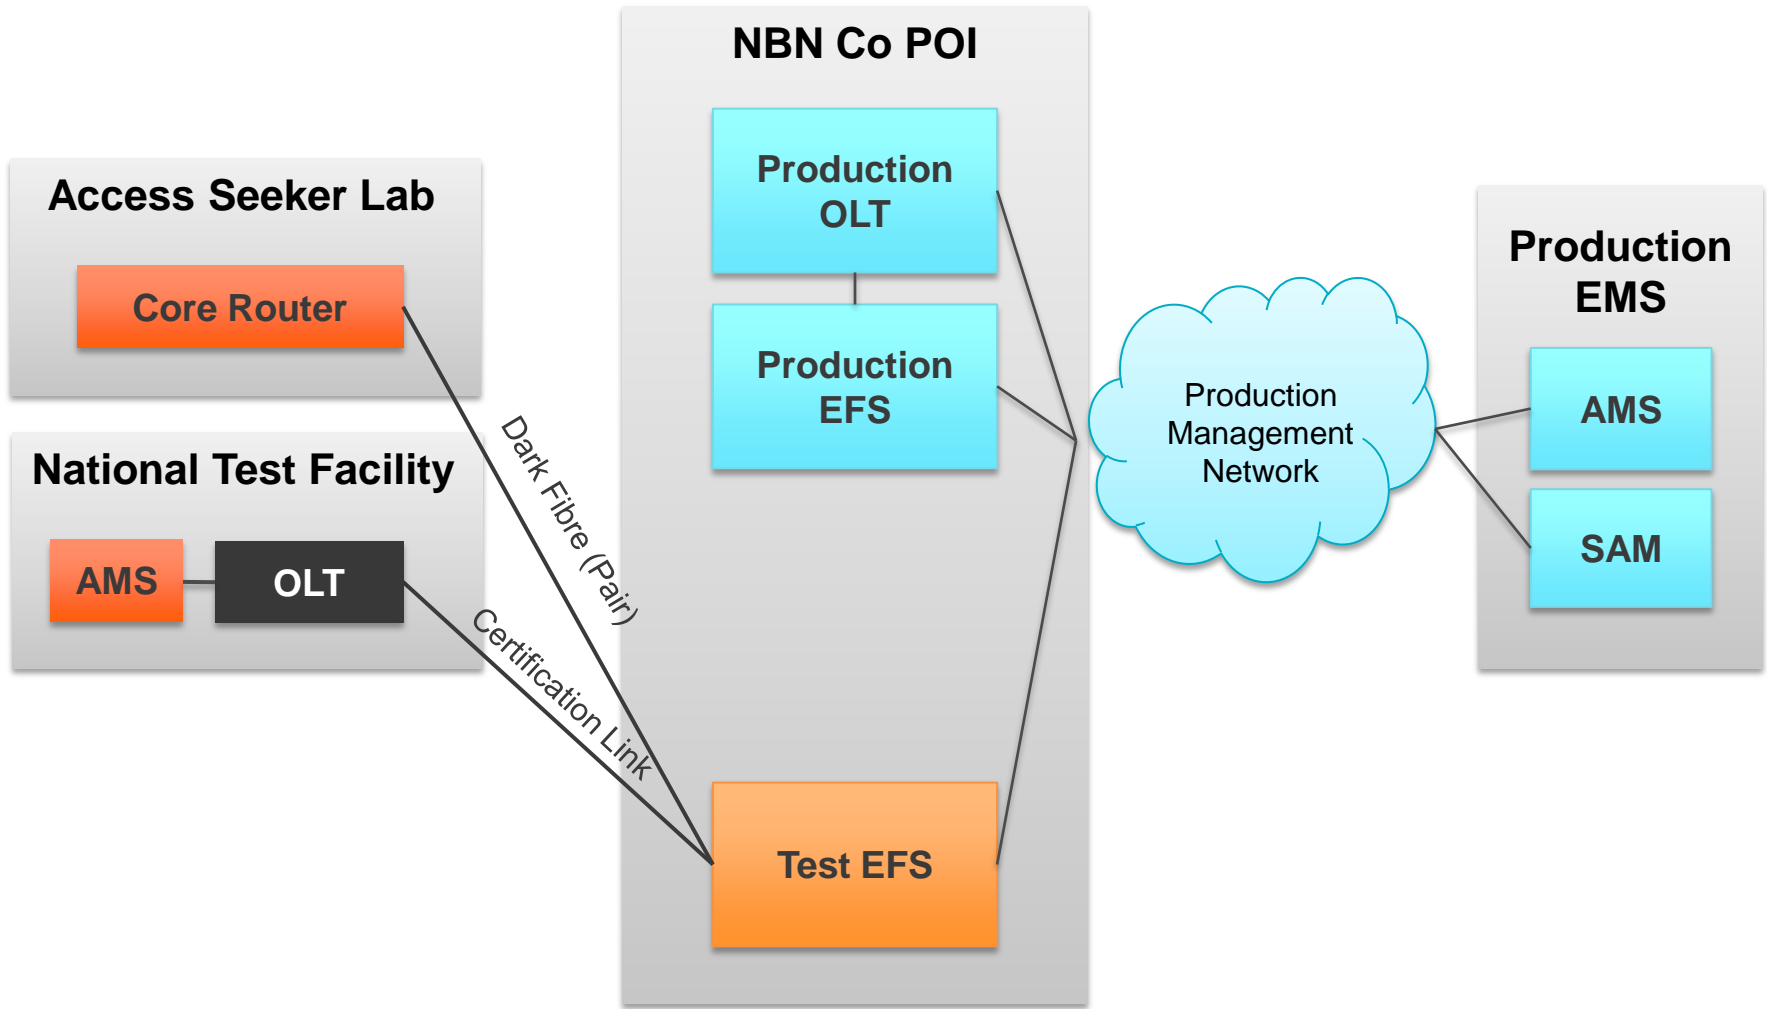 NBN Co POI
Production
OLT
Production
EFS
Test EFS
Access Seeker Lab
Core Router
National Test Facility
AMS
OLT
Dark Fibre (Pair)
Certification Link
Production
Management
Network
Production
EMS
AMS
SAM